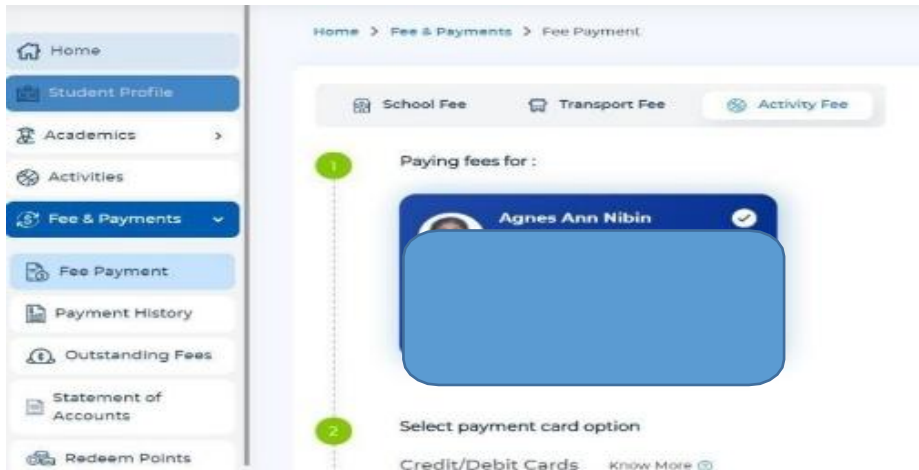 Home > Fee & Payments > Fee Payment
Home
Student Profile
Academics >
Activities
Fee & Payments
Fee Payment
Payment History
Outstanding Fees
Statement of
Accounts
Redeem Points
School Fee Transport Fee Activity Fee
1 Paying fees for :
Agnes Ann Nibin
2 Select payment card option
Credit/Debit Cards Know More